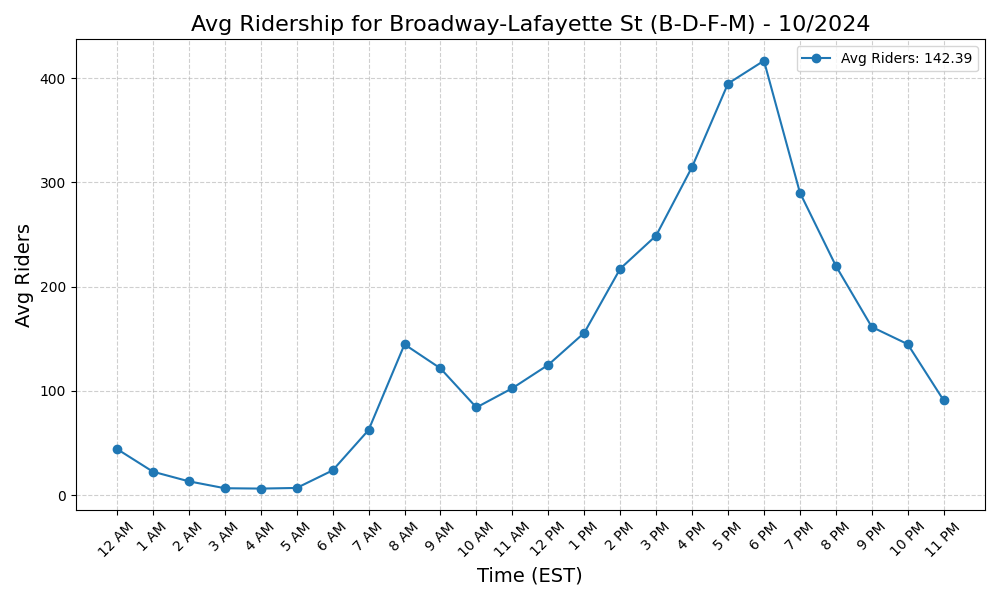 Avg Ridership for Broadway-Lafayette St (B-D-F-M) - 10/2024
Avg Riders: 142.39
Avg Riders
400
300
200
100
0
12 AM
1 AM
2 AM
3 AM
4 AM
5 AM
6 AM
7 AM
8 AM
9 AM
10 AM
11 AM
12 PM
1 PM
2 PM
3 PM
4 PM
5 PM
6 PM
7 PM
8 PM
9 PM
10 PM
11 PM
Time (EST)